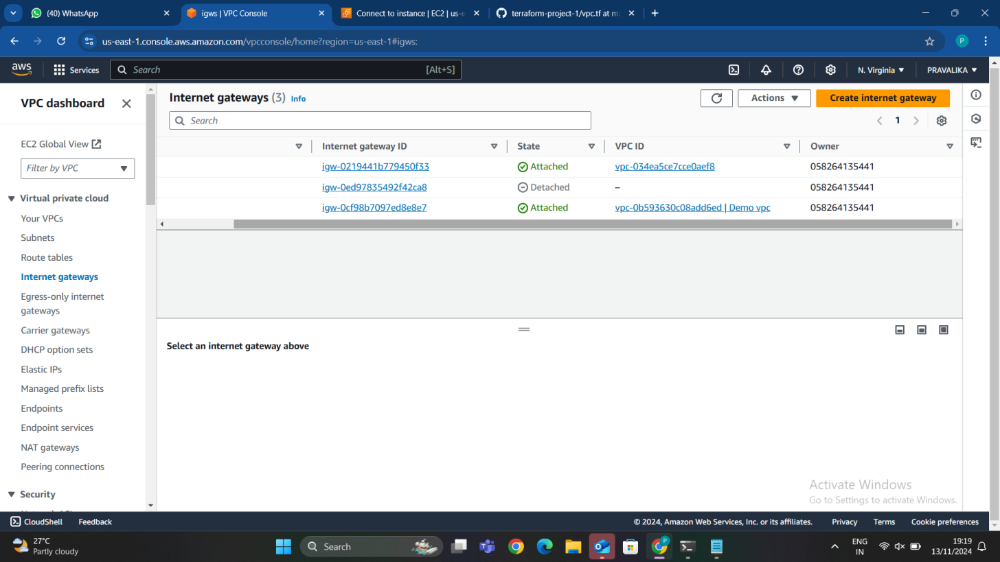 (40) WhatsApp
igws | VPC Console
Connect to instance | EC2 | us-e
terraform-project-1/vpc.tf at ma
us-east-1.console.aws.amazon.com/vpcconsole/home?region=us-east-1#igws:
P
aws
Services
Search [Alt+S]
N. Virginia
PRAVALIKA
VPC dashboard
EC2 Global View
Filter by VPC
Virtual private cloud
Your VPCs
Subnets
Route tables
Internet gateways
Egress-only internet
gateways
Carrier gateways
DHCP option sets
Elastic IPs
Managed prefix lists
Endpoints
Endpoint services
NAT gateways
Peering connections
Security
Internet gateways (3) Info
Actions
Create internet gateway
Search
1
Internet gateway ID State VPC ID Owner
igw-0219441b779450f33 Attached vpc-034ea5ce7cce0aef8 058264135441
igw-0ed97835492f42ca8 Detached – 058264135441
igw-0cf98b7097ed8e8e7 Attached vpc-0b593630c08add6ed | Demo vpc 058264135441
Select an internet gateway above
Activate Windows
Go to Settings to activate Windows.
CloudShell Feedback © 2024, Amazon Web Services, Inc. or its affiliates. Privacy Terms Cookie preferences
27°C
Partly cloudy
Search
P
ENG
IN
19:19
13/11/2024